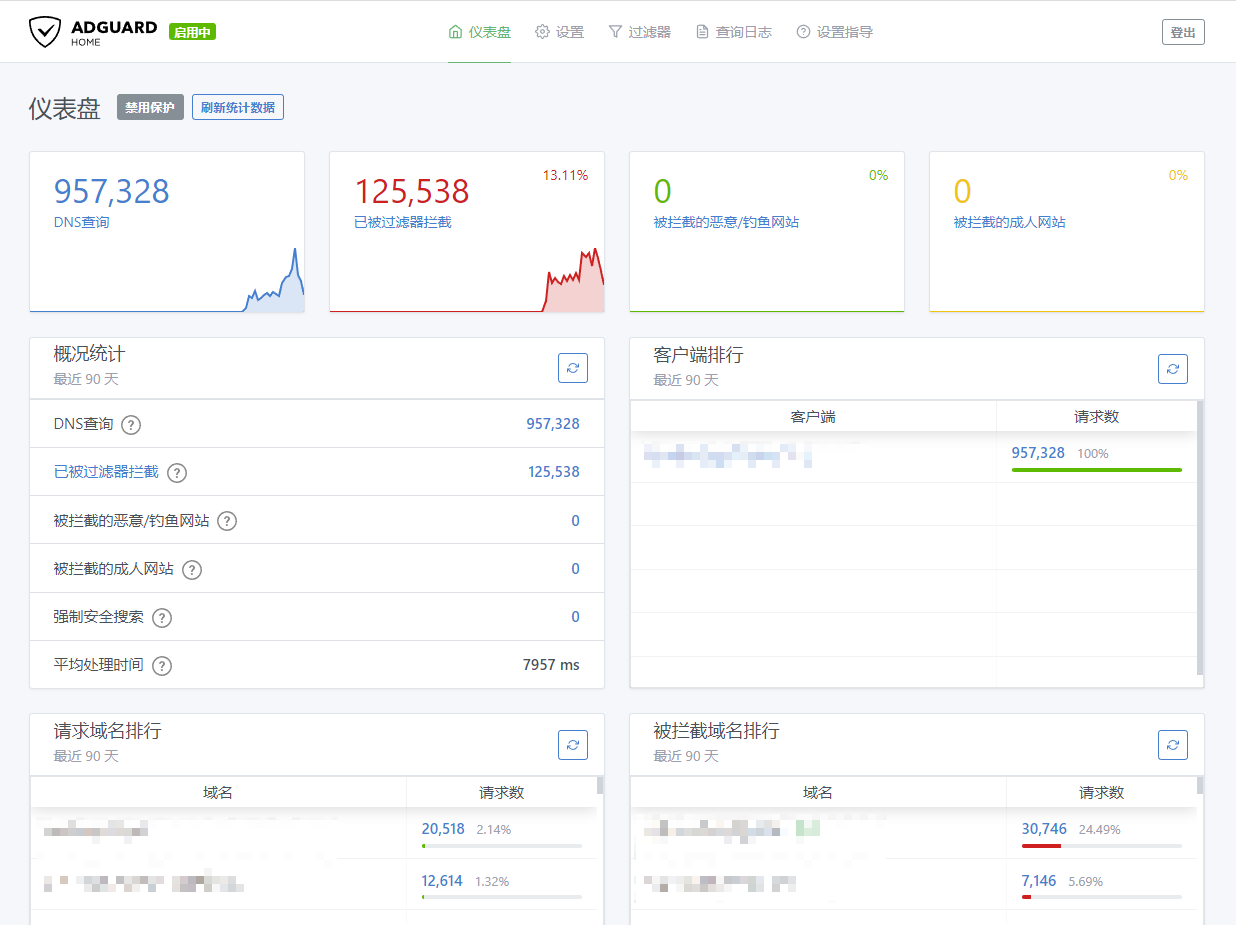 ADGUARD
HOME
启用中
仪表盘
设置
过滤器
查询日志
设置指导
登出
仪表盘
禁用保护
刷新统计数据
957,328
DNS查询
13.11%
125,538
已被过滤器拦截
0%
0
被拦截的恶意/钓鱼网站
0%
0
被拦截的成人网站
概况统计
最近 90 天
DNS查询 ? 957,328
已被过滤器拦截 ? 125,538
被拦截的恶意/钓鱼网站 ? 0
被拦截的成人网站 ? 0
强制安全搜索 ? 0
平均处理时间 ? 7957 ms
客户端排行
最近 90 天
客户端 请求数
957,328 100%
请求域名排行
最近 90 天
域名 请求数
20,518 2.14%
12,614 1.32%
被拦截域名排行
最近 90 天
域名 请求数
30,746 24.49%
7,146 5.69%